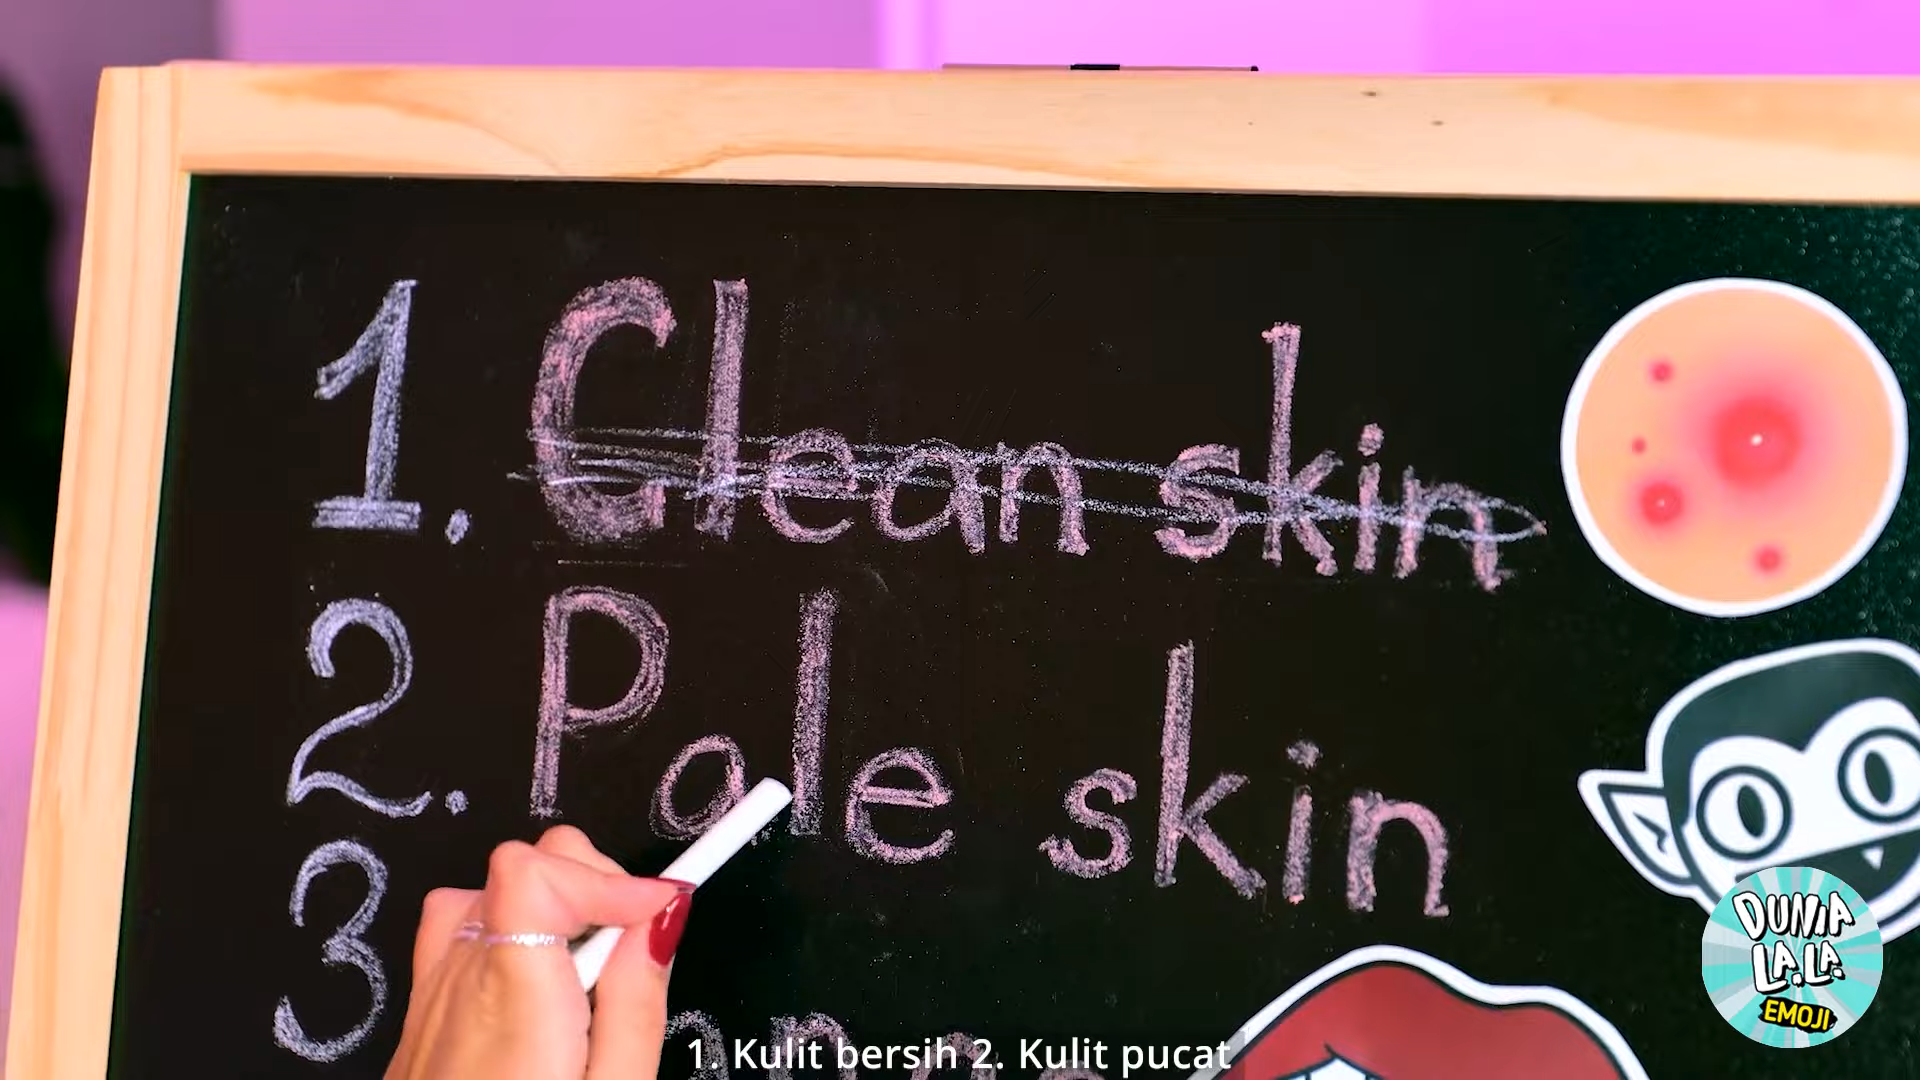 1. Clean skin
2. Pale skin
3
1. Kulit bersih 2. Kulit pucat
DUNIA
LA.LA.
EMOJI